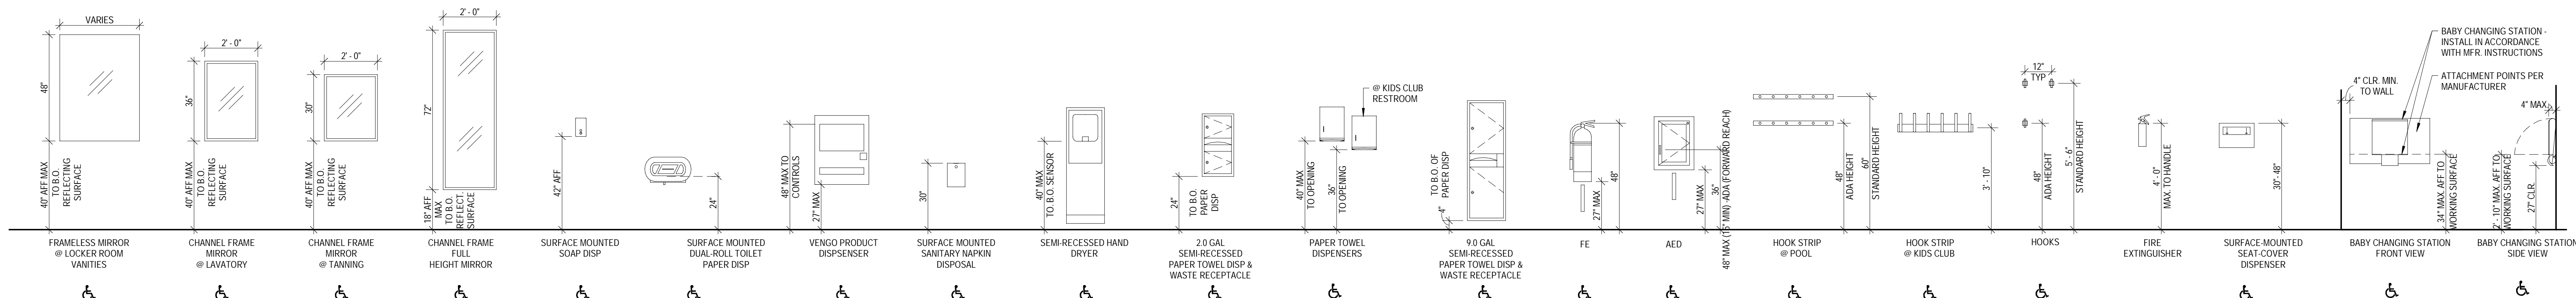 VARIES
48"
40" AFF MAX
TO B.O.
REFLECTING
SURFACE
FRAMELESS MIRROR
@ LOCKER ROOM
VANITIES
2' - 0"
36"
40" AFF MAX
TO B.O.
REFLECTING
SURFACE
CHANNEL FRAME
MIRROR
@ LAVATORY
2' - 0"
30"
40" AFF MAX
TO B.O.
REFLECTING
SURFACE
CHANNEL FRAME
MIRROR
@ TANNING
2' - 0"
72"
18" AFF
MAX
TO B.O.
REFLECT.
SURFACE
CHANNEL FRAME
FULL
HEIGHT MIRROR
42" AFF
SURFACE MOUNTED
SOAP DISP
24"
SURFACE MOUNTED
DUAL-ROLL TOILET
PAPER DISP
48" MAX TO
CONTROLS
27" MAX
VENGO PRODUCT
DISPSENSER
30"
SURFACE MOUNTED
SANITARY NAPKIN
DISPOSAL
40" MAX
TO. B.O. SENSOR
SEMI-RECESSED HAND
DRYER
24"
TO B.O.
PAPER
DISP
2.0 GAL
SEMI-RECESSED
PAPER TOWEL DISP &
WASTE RECEPTACLE
40" MAX
TO OPENING
36"
TO OPENING
@ KIDS CLUB
RESTROOM
PAPER TOWEL
DISPENSERS
TO B.O. OF
PAPER DISP
4"
9.0 GAL
SEMI-RECESSED
PAPER TOWEL DISP &
WASTE RECEPTACLE
27" MAX
48"
FE
27" MAX
36"
48" MAX (15" MIN) -ADA (FORWARD REACH)
AED
48"
ADA HEIGHT
60"
STANDARD HEIGHT
HOOK STRIP
@ POOL
3' - 10"
HOOK STRIP
@ KIDS CLUB
12"
TYP
48"
ADA HEIGHT
5' - 6"
STANDARD HEIGHT
HOOKS
4' - 0"
MAX. TO HANDLE
FIRE
EXTINGUISHER
30"- 48"
SURFACE-MOUNTED
SEAT-COVER
DISPENSER
4" CLR. MIN.
TO WALL
BABY CHANGING STATION -
INSTALL IN ACCORDANCE
WITH MFR. INSTRUCTIONS
ATTACHMENT POINTS PER
MANUFACTURER
34" MAX. AFF TO
WORKING SURFACE
BABY CHANGING STATION
FRONT VIEW
4" MAX.
2' - 10" MAX. AFF TO
WORKING SURFACE
27" CLR.
BABY CHANGING STATION
SIDE VIEW